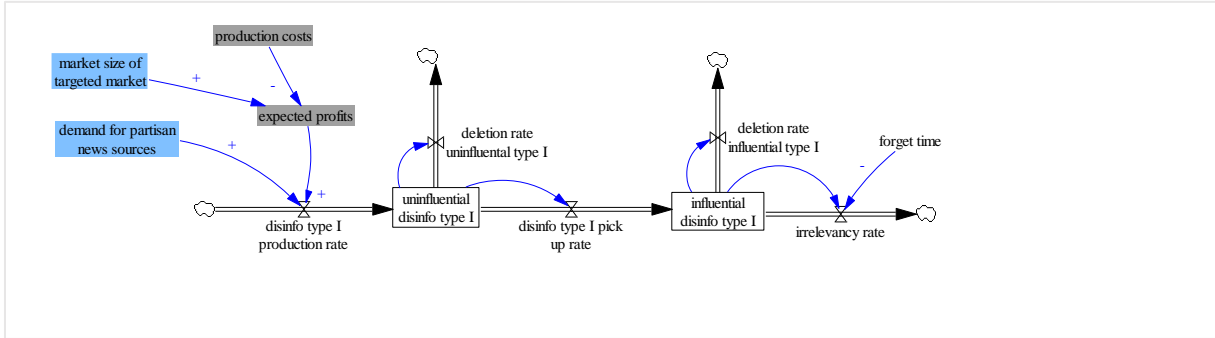 production costs
market size of
targeted market
+
-
expected profits
demand for partisan
news sources
+
+
deletion rate
uninfluental type I
deletion rate
influential type I
forget time
-
uninfluential
disinfo type I
influential
disinfo type I
disinfo type I
production rate
disinfo type I pick
up rate
irrelevancy rate